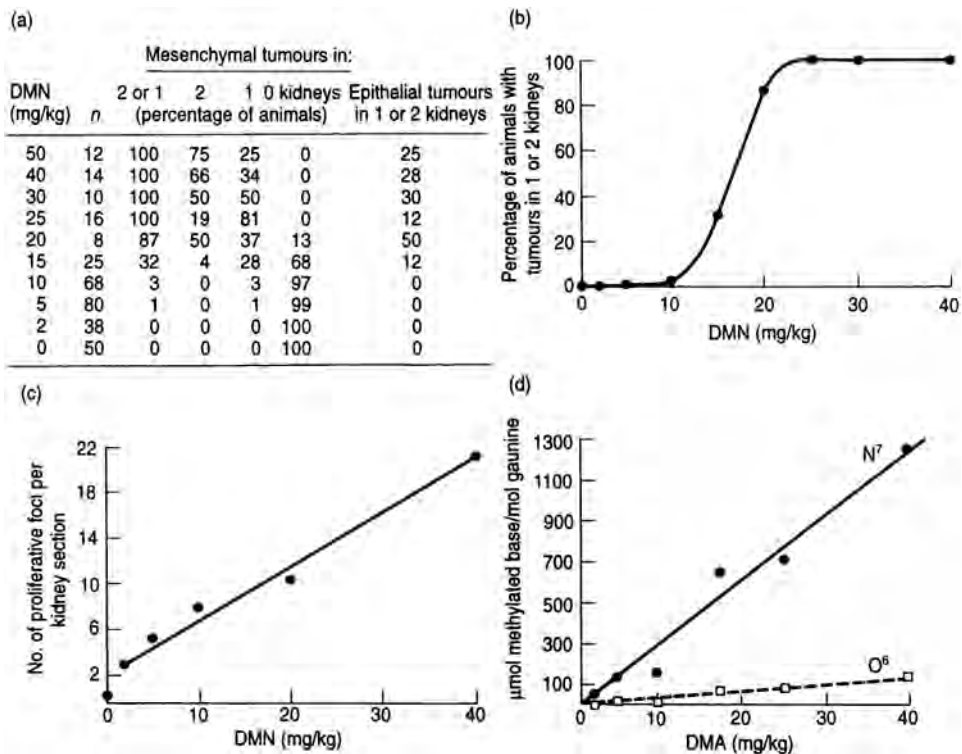 (a)
Mesenchymal tumours in:
DMN 2 or 1 2 1 0 kidneys Epithelial tumours
(mg/kg) n (percentage of animals) in 1 or 2 kidneys
50 12 100 75 25 0 25
40 14 100 66 34 0 28
30 10 100 50 50 0 30
25 16 100 19 81 0 12
20 8 87 50 37 13 50
15 25 32 4 28 68 12
10 68 3 0 3 97 0
5 80 1 0 1 99 0
2 38 0 0 0 100 0
0 50 0 0 0 100 0
(b)
Percentage of animals with
tumours in 1 or 2 kidneys
100
80
60
40
20
0
0 10 20 30 40
DMN (mg/kg)
(c)
No. of proliferative foci per
kidney section
22
18
14
10
6
2
0 10 20 30 40
DMN (mg/kg)
(d)
µmol methylated base/mol gaunine
1300
1100
900
700
500
300
100
N7
O6
10 20 30 40
DMA (mg/kg)